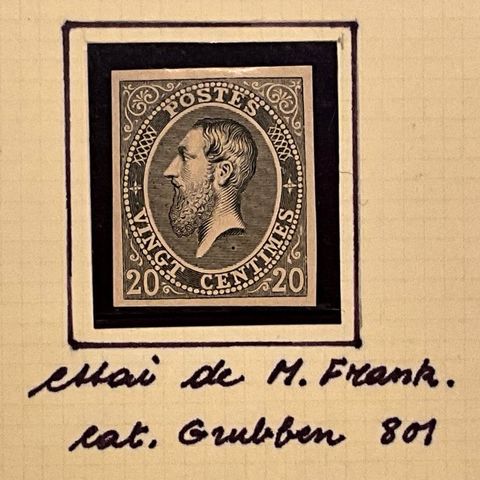 POSTES
VINGT CENTIMES
20 20
essai de M. Frank.
cat. Grubben 801